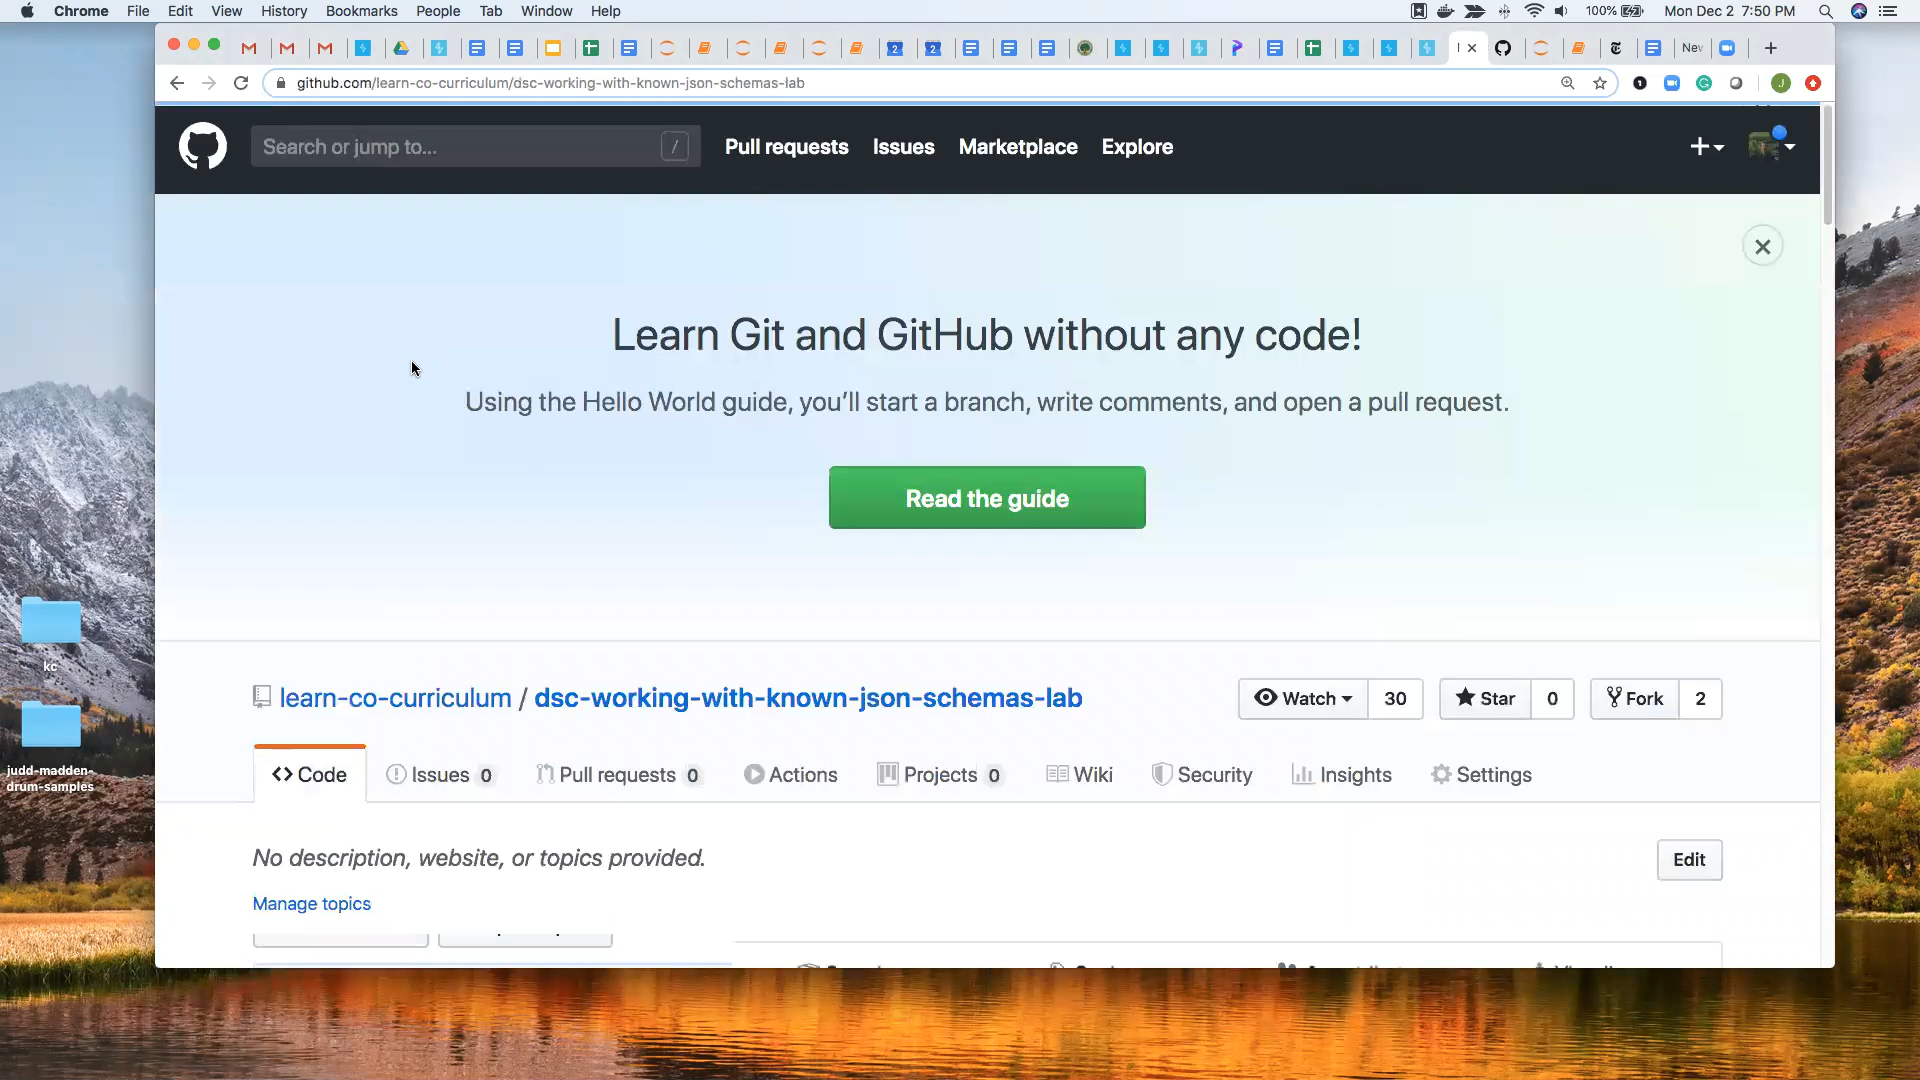 Chrome File Edit View History Bookmarks People Tab Window Help
100% Mon Dec 2 7:50 PM
New
github.com/learn-co-curriculum/dsc-working-with-known-json-schemas-lab
J
Search or jump to... /
Pull requests Issues Marketplace Explore
Learn Git and GitHub without any code!
Using the Hello World guide, you'll start a branch, write comments, and open a pull request.
Read the guide
learn-co-curriculum / dsc-working-with-known-json-schemas-lab
Watch 30 Star 0 Fork 2
Code Issues 0 Pull requests 0 Actions Projects 0 Wiki Security Insights Settings
No description, website, or topics provided.
Edit
Manage topics
kc
judd-madden-
drum-samples